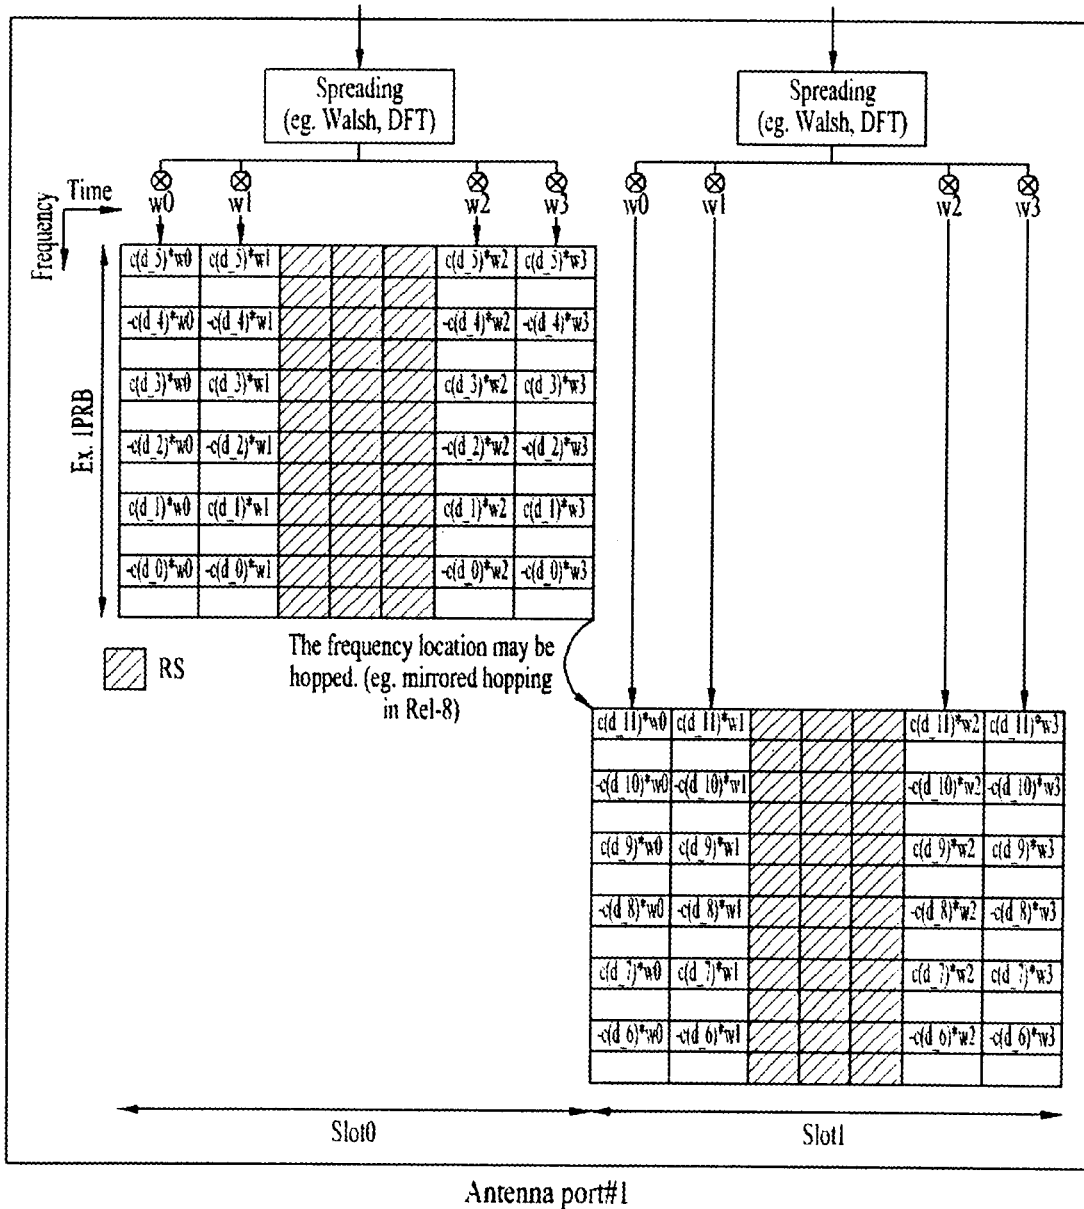 Spreading
(eg. Walsh, DFT)
Spreading
(eg. Walsh, DFT)
Time
Frequency
w0 w1 w2 w3
w0 w1 w2 w3
c(d_5)*w0 c(d_5)*w1 c(d_5)*w2 c(d_5)*w3
-c(d_4)*w0 -c(d_4)*w1 -c(d_4)*w2 -c(d_4)*w3
c(d_3)*w0 c(d_3)*w1 c(d_3)*w2 c(d_3)*w3
-c(d_2)*w0 -c(d_2)*w1 -c(d_2)*w2 -c(d_2)*w3
c(d_1)*w0 c(d_1)*w1 c(d_1)*w2 c(d_1)*w3
-c(d_0)*w0 -c(d_0)*w1 -c(d_0)*w2 -c(d_0)*w3
Ex. 1PRB
RS
The frequency location may be
hopped. (eg. mirrored hopping
in Rel-8)
c(d_11)*w0 c(d_11)*w1 c(d_11)*w2 c(d_11)*w3
-c(d_10)*w0 -c(d_10)*w1 -c(d_10)*w2 -c(d_10)*w3
c(d_9)*w0 c(d_9)*w1 c(d_9)*w2 c(d_9)*w3
-c(d_8)*w0 -c(d_8)*w1 -c(d_8)*w2 -c(d_8)*w3
c(d_7)*w0 c(d_7)*w1 c(d_7)*w2 c(d_7)*w3
-c(d_6)*w0 -c(d_6)*w1 -c(d_6)*w2 -c(d_6)*w3
Slot0
Slot1
Antenna port#1